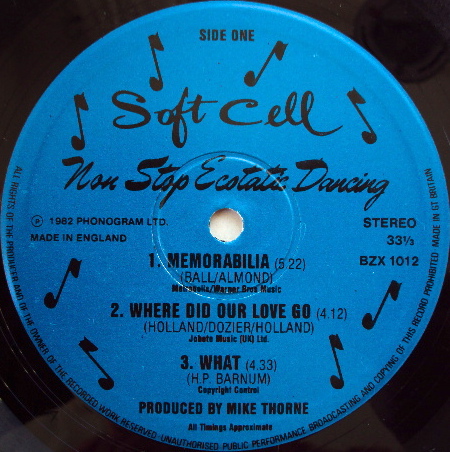 SIDE ONE
Soft Cell
Non Stop Ecstatic Dancing
℗ 1982 PHONOGRAM LTD.
MADE IN ENGLAND
STEREO
33⅓
BZX 1012
1. MEMORABILIA (5.22)
(BALL/ALMOND)
Metropolis/Warner Bros Music
2. WHERE DID OUR LOVE GO (4.12)
(HOLLAND/DOZIER/HOLLAND)
Jobete Music (UK) Ltd.
3. WHAT (4.33)
(H.P. BARNUM)
Copyright Control
PRODUCED BY MIKE THORNE
All Timings Approximate
ALL RIGHTS OF THE PRODUCER AND OF THE OWNER OF THE RECORDED WORK RESERVED · UNAUTHORISED PUBLIC PERFORMANCE BROADCASTING AND COPYING OF THIS RECORD PROHIBITED MADE IN GT BRITAIN